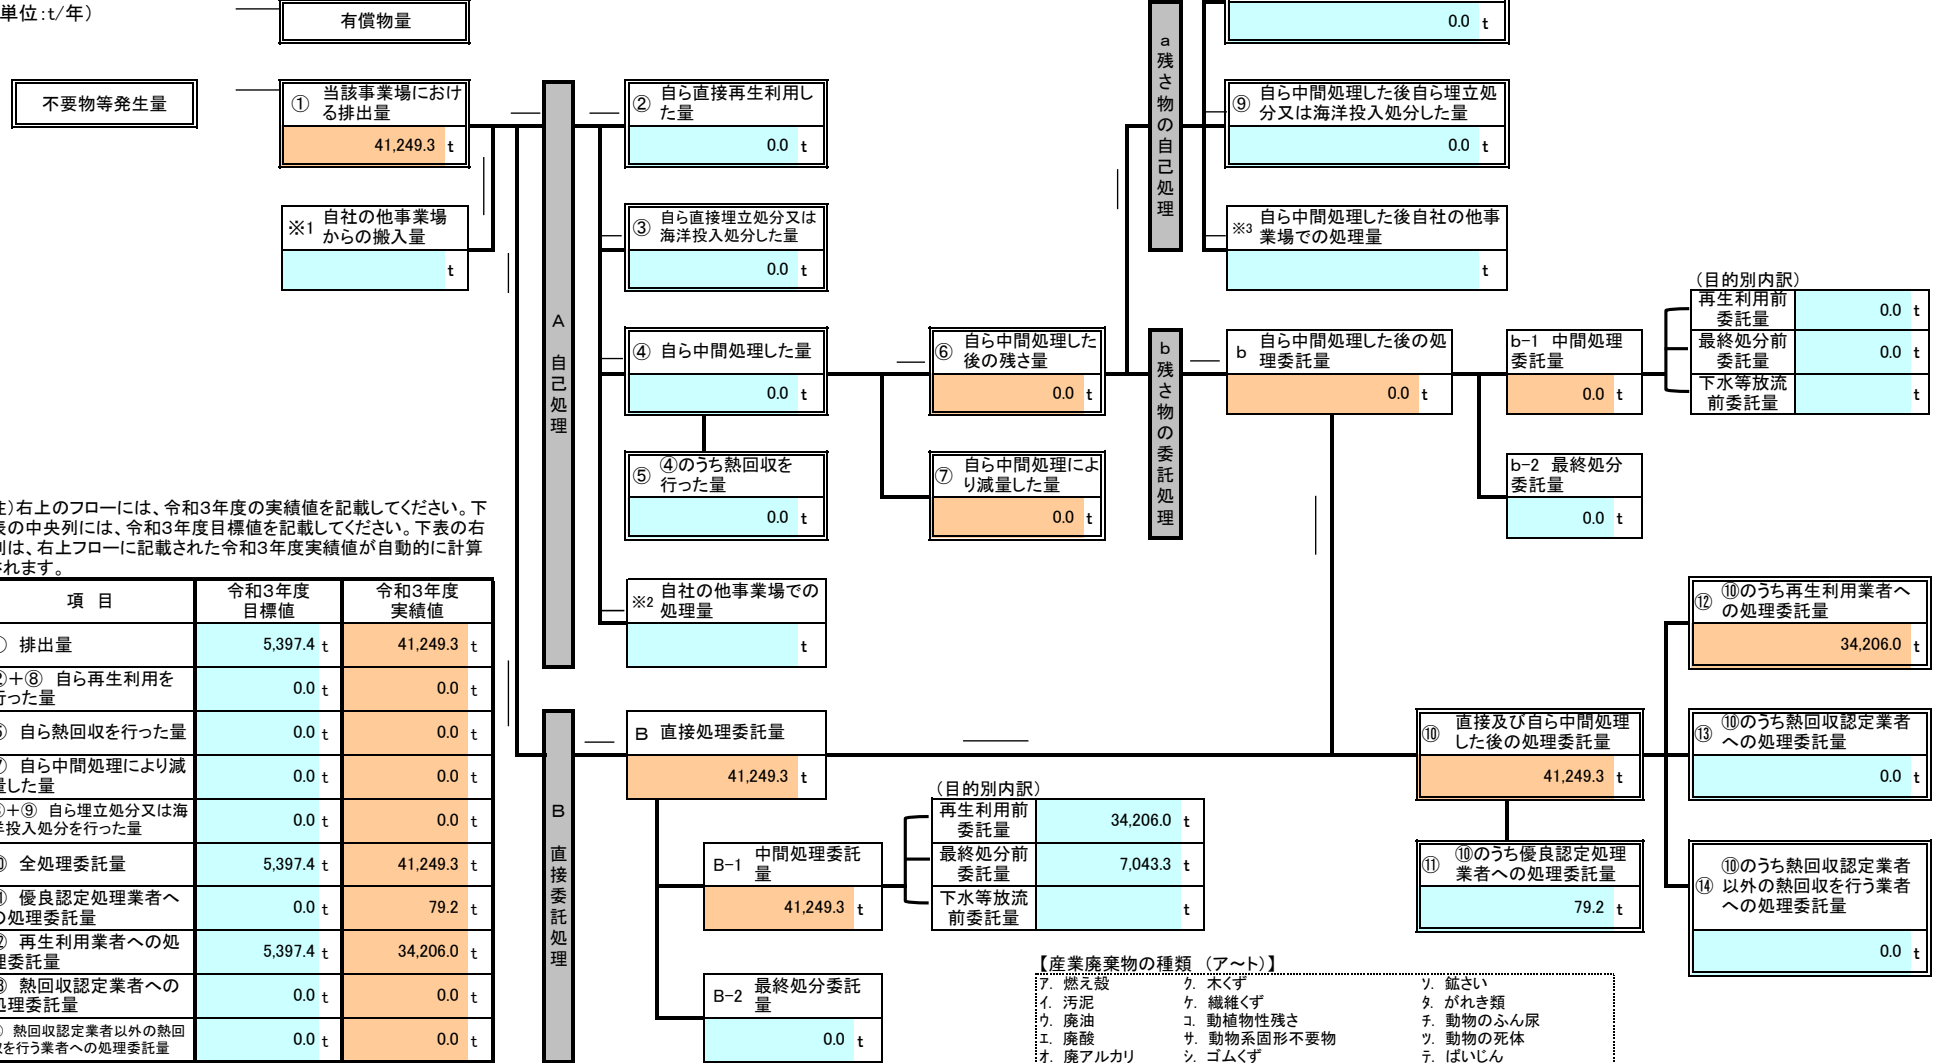 単位:t/年)
有償物量
0.0 t
不要物等発生量
① 当該事業場におけ
る排出量
41,249.3 t
※1 自社の他事業場
からの搬入量
t
A 自己処理
② 自ら直接再生利用し
た量
0.0 t
③ 自ら直接埋立処分又は
海洋投入処分した量
0.0 t
④ 自ら中間処理した量
0.0 t
⑤ ④のうち熱回収を
行った量
0.0 t
※2 自社の他事業場での
処理量
t
⑥ 自ら中間処理した
後の残さ量
0.0 t
⑦ 自ら中間処理によ
り減量した量
0.0 t
a残さ物の自己処理
⑨ 自ら中間処理した後自ら埋立処
分又は海洋投入処分した量
0.0 t
※3 自ら中間処理した後自社の他事
業場での処理量
t
b残さ物の委託処理
b 自ら中間処理した後の処
理委託量
0.0 t
b-1 中間処理
委託量
0.0 t
b-2 最終処分
委託量
0.0 t
(目的別内訳)
再生利用前
委託量 0.0 t
最終処分前
委託量 0.0 t
下水等放流
前委託量 t
)右上のフローには、令和3年度の実績値を記載してください。下
の中央列には、令和3年度目標値を記載してください。下表の右
は、右上フローに記載された令和3年度実績値が自動的に計算
れます。
項 目 令和3年度
目標値 令和3年度
実績値
排出量 5,397.4 t 41,249.3 t
+⑧ 自ら再生利用を
行った量 0.0 t 0.0 t
自ら熱回収を行った量 0.0 t 0.0 t
自ら中間処理により減
量した量 0.0 t 0.0 t
+⑨ 自ら埋立処分又は海
洋投入処分を行った量 0.0 t 0.0 t
全処理委託量 5,397.4 t 41,249.3 t
優良認定処理業者へ
の処理委託量 0.0 t 79.2 t
再生利用業者への処
理委託量 5,397.4 t 34,206.0 t
熱回収認定業者への
処理委託量 0.0 t 0.0 t
熱回収認定業者以外の熱回
収を行う業者への処理委託量 0.0 t 0.0 t
B 直接委託処理
B 直接処理委託量
41,249.3 t
B-1 中間処理委託
量
41,249.3 t
B-2 最終処分委託
量
0.0 t
(目的別内訳)
再生利用前
委託量 34,206.0 t
最終処分前
委託量 7,043.3 t
下水等放流
前委託量 t
⑩ 直接及び自ら中間処理
した後の処理委託量
41,249.3 t
⑪ ⑩のうち優良認定処理
業者への処理委託量
79.2 t
⑫ ⑩のうち再生利用業者へ
の処理委託量
34,206.0 t
⑬ ⑩のうち熱回収認定業者
への処理委託量
0.0 t
⑭ ⑩のうち熱回収認定業者
以外の熱回収を行う業者
への処理委託量
0.0 t
【産業廃棄物の種類 (ア〜ト)】
ア. 燃え殻 ク. 木くず ソ. 鉱さい
イ. 汚泥 ケ. 繊維くず タ. がれき類
ウ. 廃油 コ. 動植物性残さ チ. 動物のふん尿
エ. 廃酸 サ. 動物系固形不要物 ツ. 動物の死体
オ. 廃アルカリ シ. ゴムくず テ. ばいじん